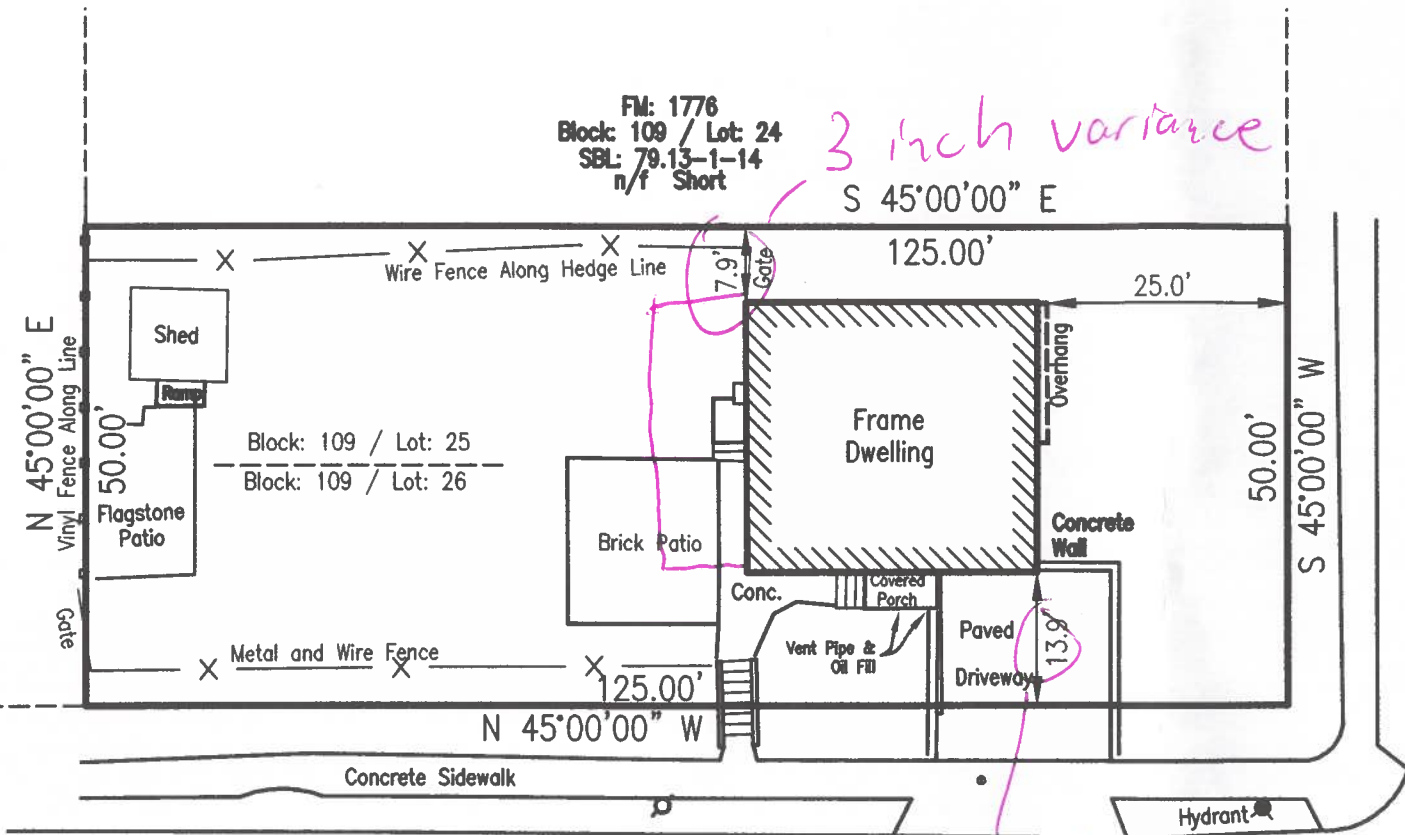 FM: 1776
Block: 109 / Lot: 24
SBL: 79.13-1-14
n/f Short
3 inch variance
S 45°00'00" E
125.00'
Wire Fence Along Hedge Line
7.9'
Gate
25.0'
Shed
Ramp
Overhang
N 45°00'00" E
Vinyl Fence Along Line
50.00'
Frame
Dwelling
Block: 109 / Lot: 25
Block: 109 / Lot: 26
50.00'
S 45°00'00" W
Flagstone
Patio
Brick Patio
Concrete
Wall
Conc.
Covered
Porch
Gate
Vent Pipe &
Oil Fill
Paved
Driveway
13.9'
Metal and Wire Fence
125.00'
N 45°00'00" W
Concrete Sidewalk
Hydrant